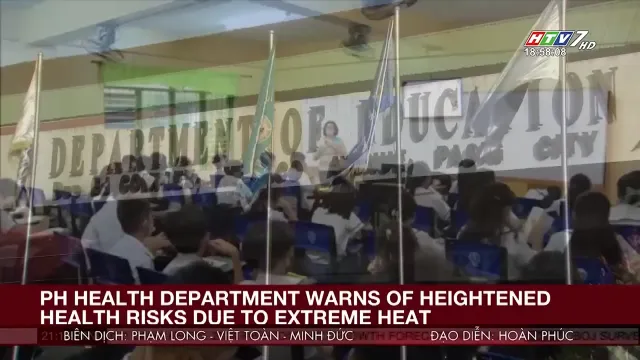 HTV7 HD
18:58:08
DEPARTMENT OF EDUCATION
PASIG CITY
PH HEALTH DEPARTMENT WARNS OF HEIGHTENED
HEALTH RISKS DUE TO EXTREME HEAT
BIÊN DỊCH: PHẠM LONG - VIỆT TOÀN - MINH ĐỨC ĐẠO DIỄN: HOÀN PHÚC